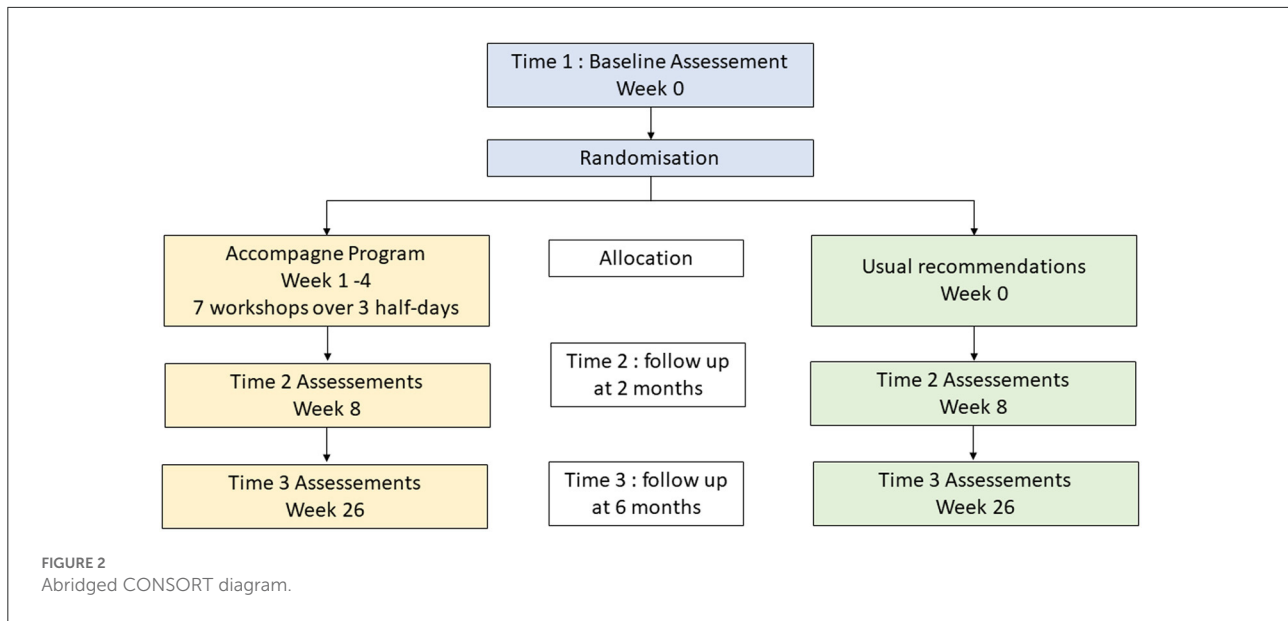 Time 1 : Baseline Assessement
Week 0
Randomisation
Accompagne Program
Week 1 -4
7 workshops over 3 half-days
Allocation
Usual recommendations
Week 0
Time 2 Assessements
Week 8
Time 2 : follow up
at 2 months
Time 2 Assessements
Week 8
Time 3 Assessements
Week 26
Time 3 : follow up
at 6 months
Time 3 Assessements
Week 26
FIGURE 2
Abridged CONSORT diagram.